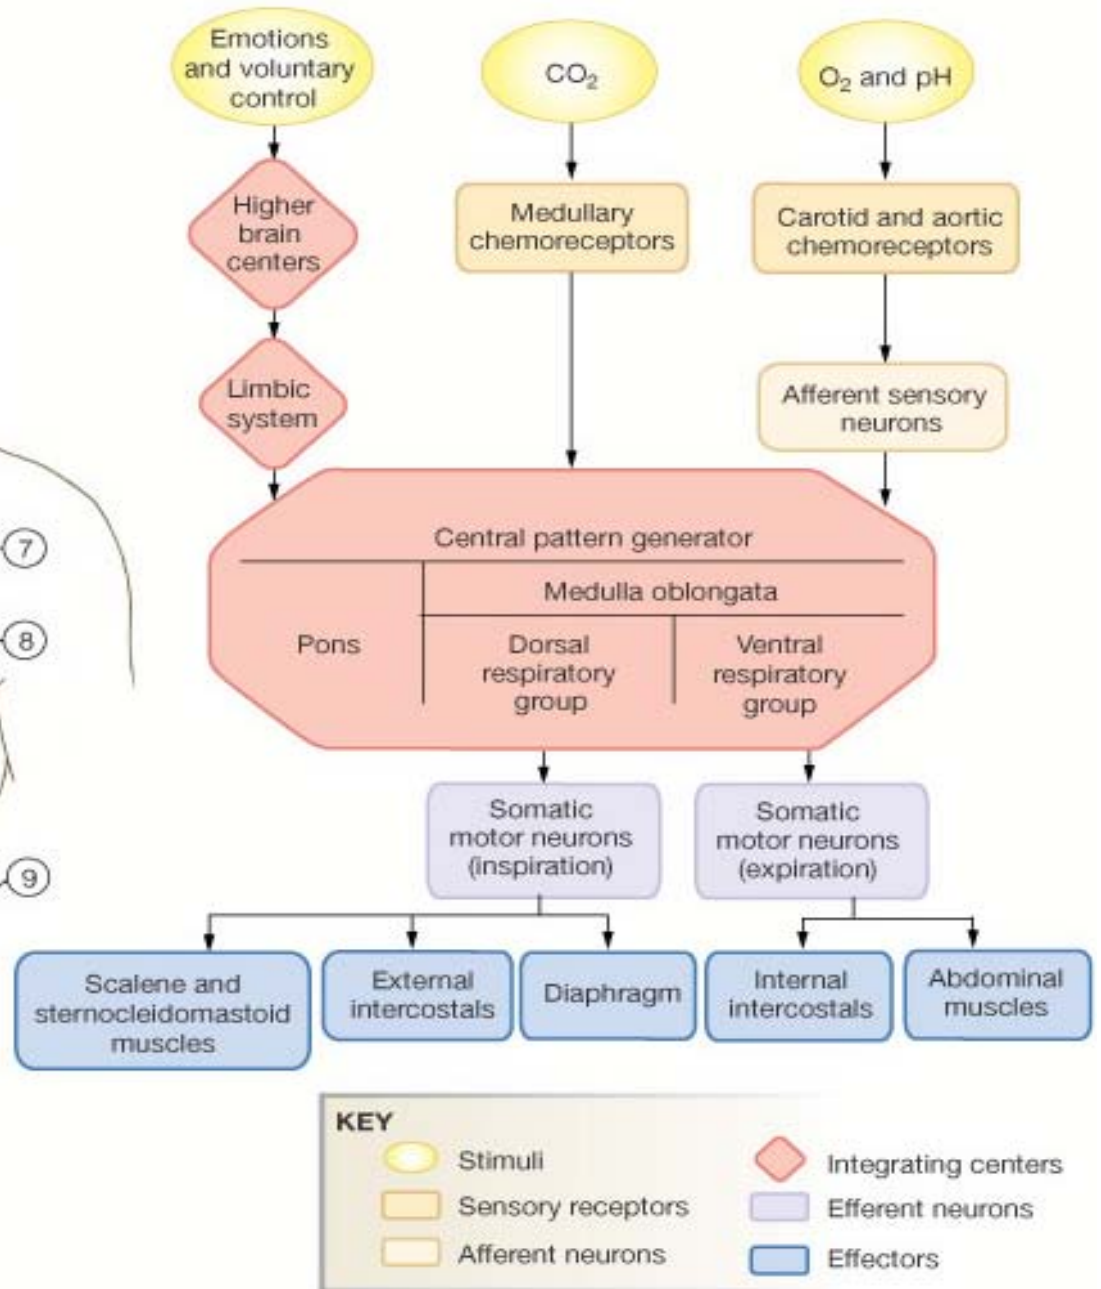 Emotions
and voluntary
control
CO₂
O₂ and pH
Higher
brain
centers
Medullary
chemoreceptors
Carotid and aortic
chemoreceptors
Limbic
system
Afferent sensory
neurons
7
8
9
Central pattern generator
Medulla oblongata
Pons
Dorsal
respiratory
group
Ventral
respiratory
group
Somatic
motor neurons
(inspiration)
Somatic
motor neurons
(expiration)
Scalene and
sternocleidomastoid
muscles
External
intercostals
Diaphragm
Internal
intercostals
Abdominal
muscles
KEY
Stimuli
Sensory receptors
Afferent neurons
Integrating centers
Efferent neurons
Effectors